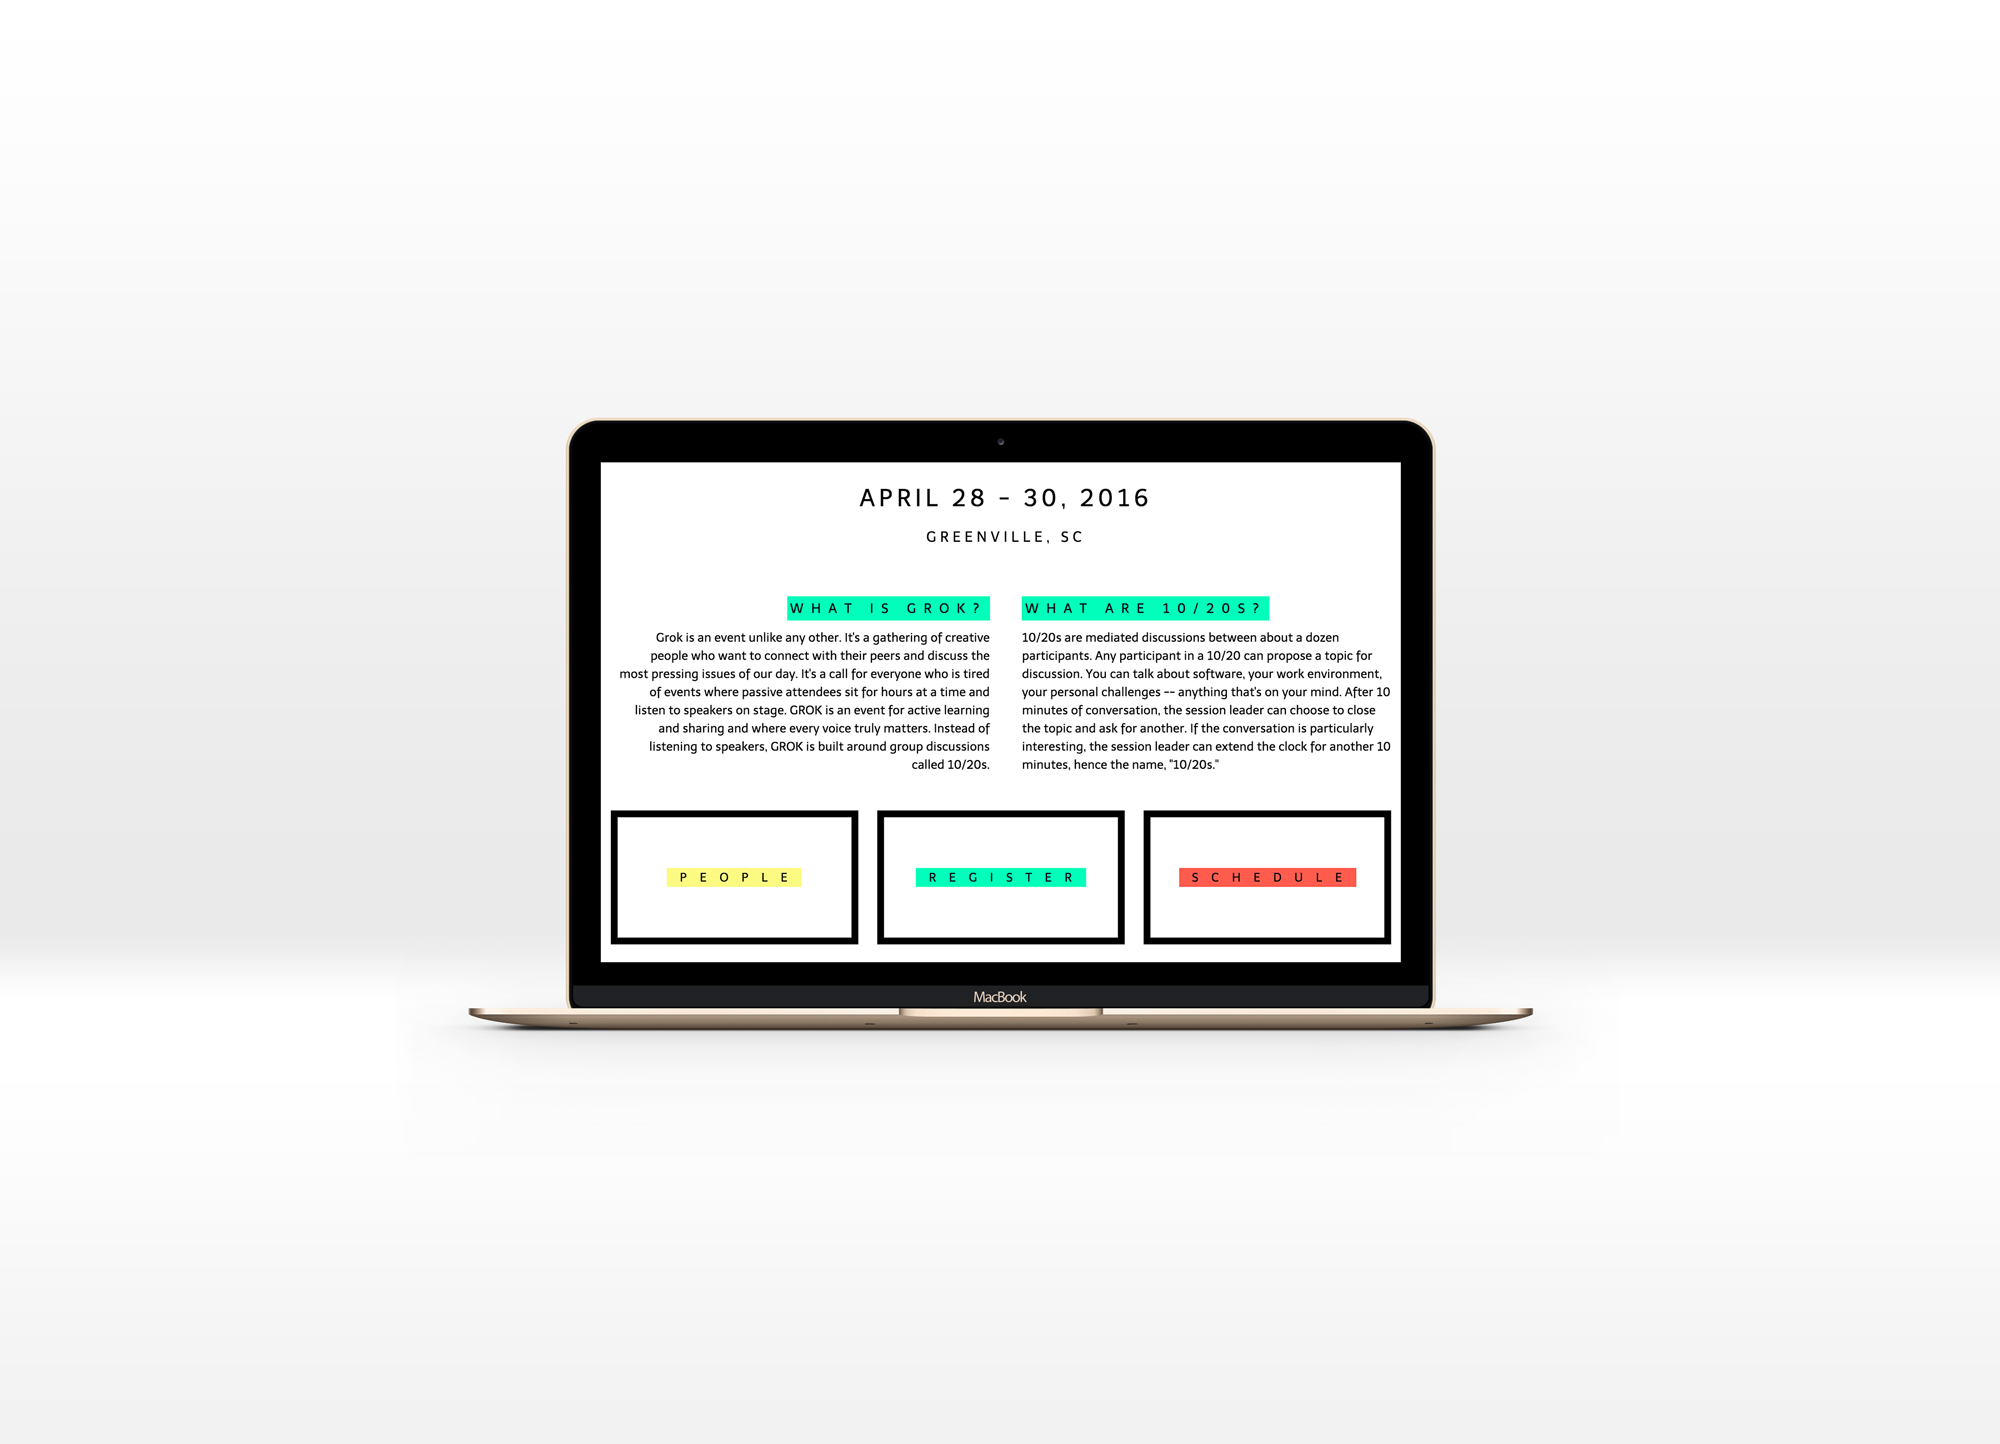 APRIL 28 - 30, 2016
GREENVILLE, SC
WHAT IS GROK?
Grok is an event unlike any other. It's a gathering of creative
people who want to connect with their peers and discuss the
most pressing issues of our day. It's a call for everyone who is tired
of events where passive attendees sit for hours at a time and
listen to speakers on stage. GROK is an event for active learning
and sharing and where every voice truly matters. Instead of
listening to speakers, GROK is built around group discussions
called 10/20s.
WHAT ARE 10/20S?
10/20s are mediated discussions between about a dozen
participants. Any participant in a 10/20 can propose a topic for
discussion. You can talk about software, your work environment,
your personal challenges -- anything that's on your mind. After 10
minutes of conversation, the session leader can choose to close
the topic and ask for another. If the conversation is particularly
interesting, the session leader can extend the clock for another 10
minutes, hence the name, "10/20s."
PEOPLE
REGISTER
SCHEDULE
MacBook